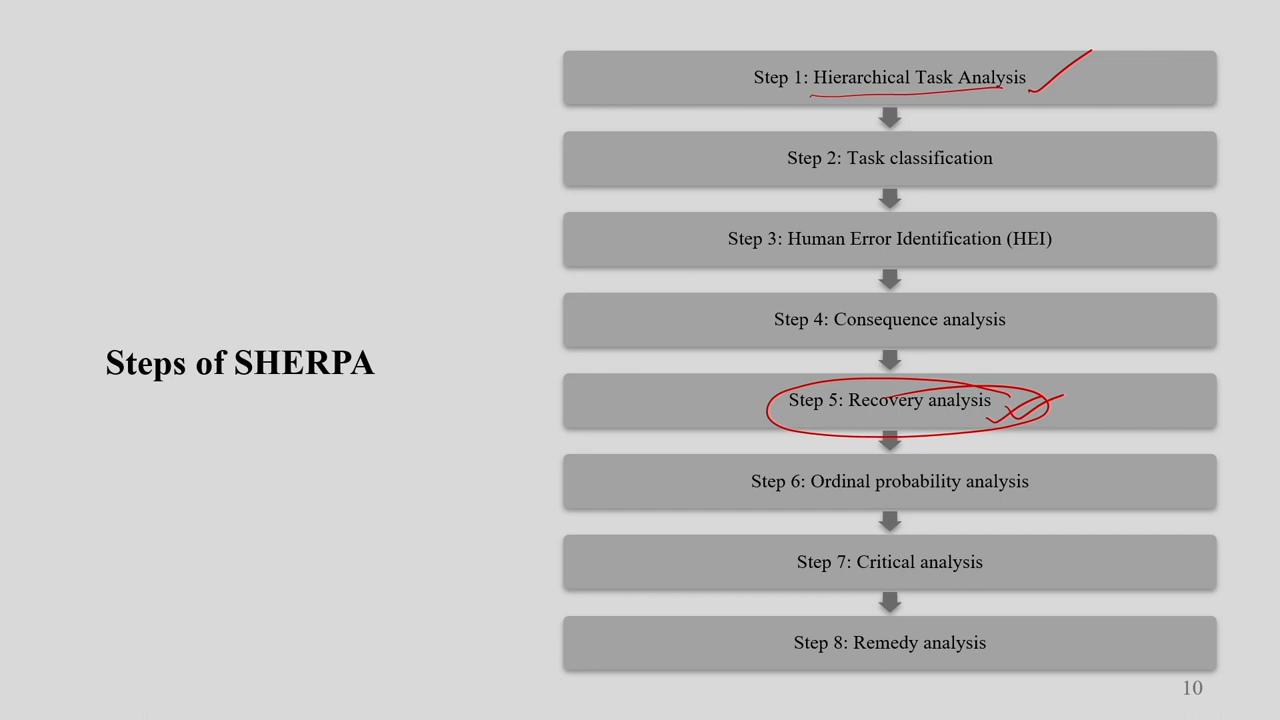 Steps of SHERPA
Step 1: Hierarchical Task Analysis
Step 2: Task classification
Step 3: Human Error Identification (HEI)
Step 4: Consequence analysis
Step 5: Recovery analysis
Step 6: Ordinal probability analysis
Step 7: Critical analysis
Step 8: Remedy analysis
10